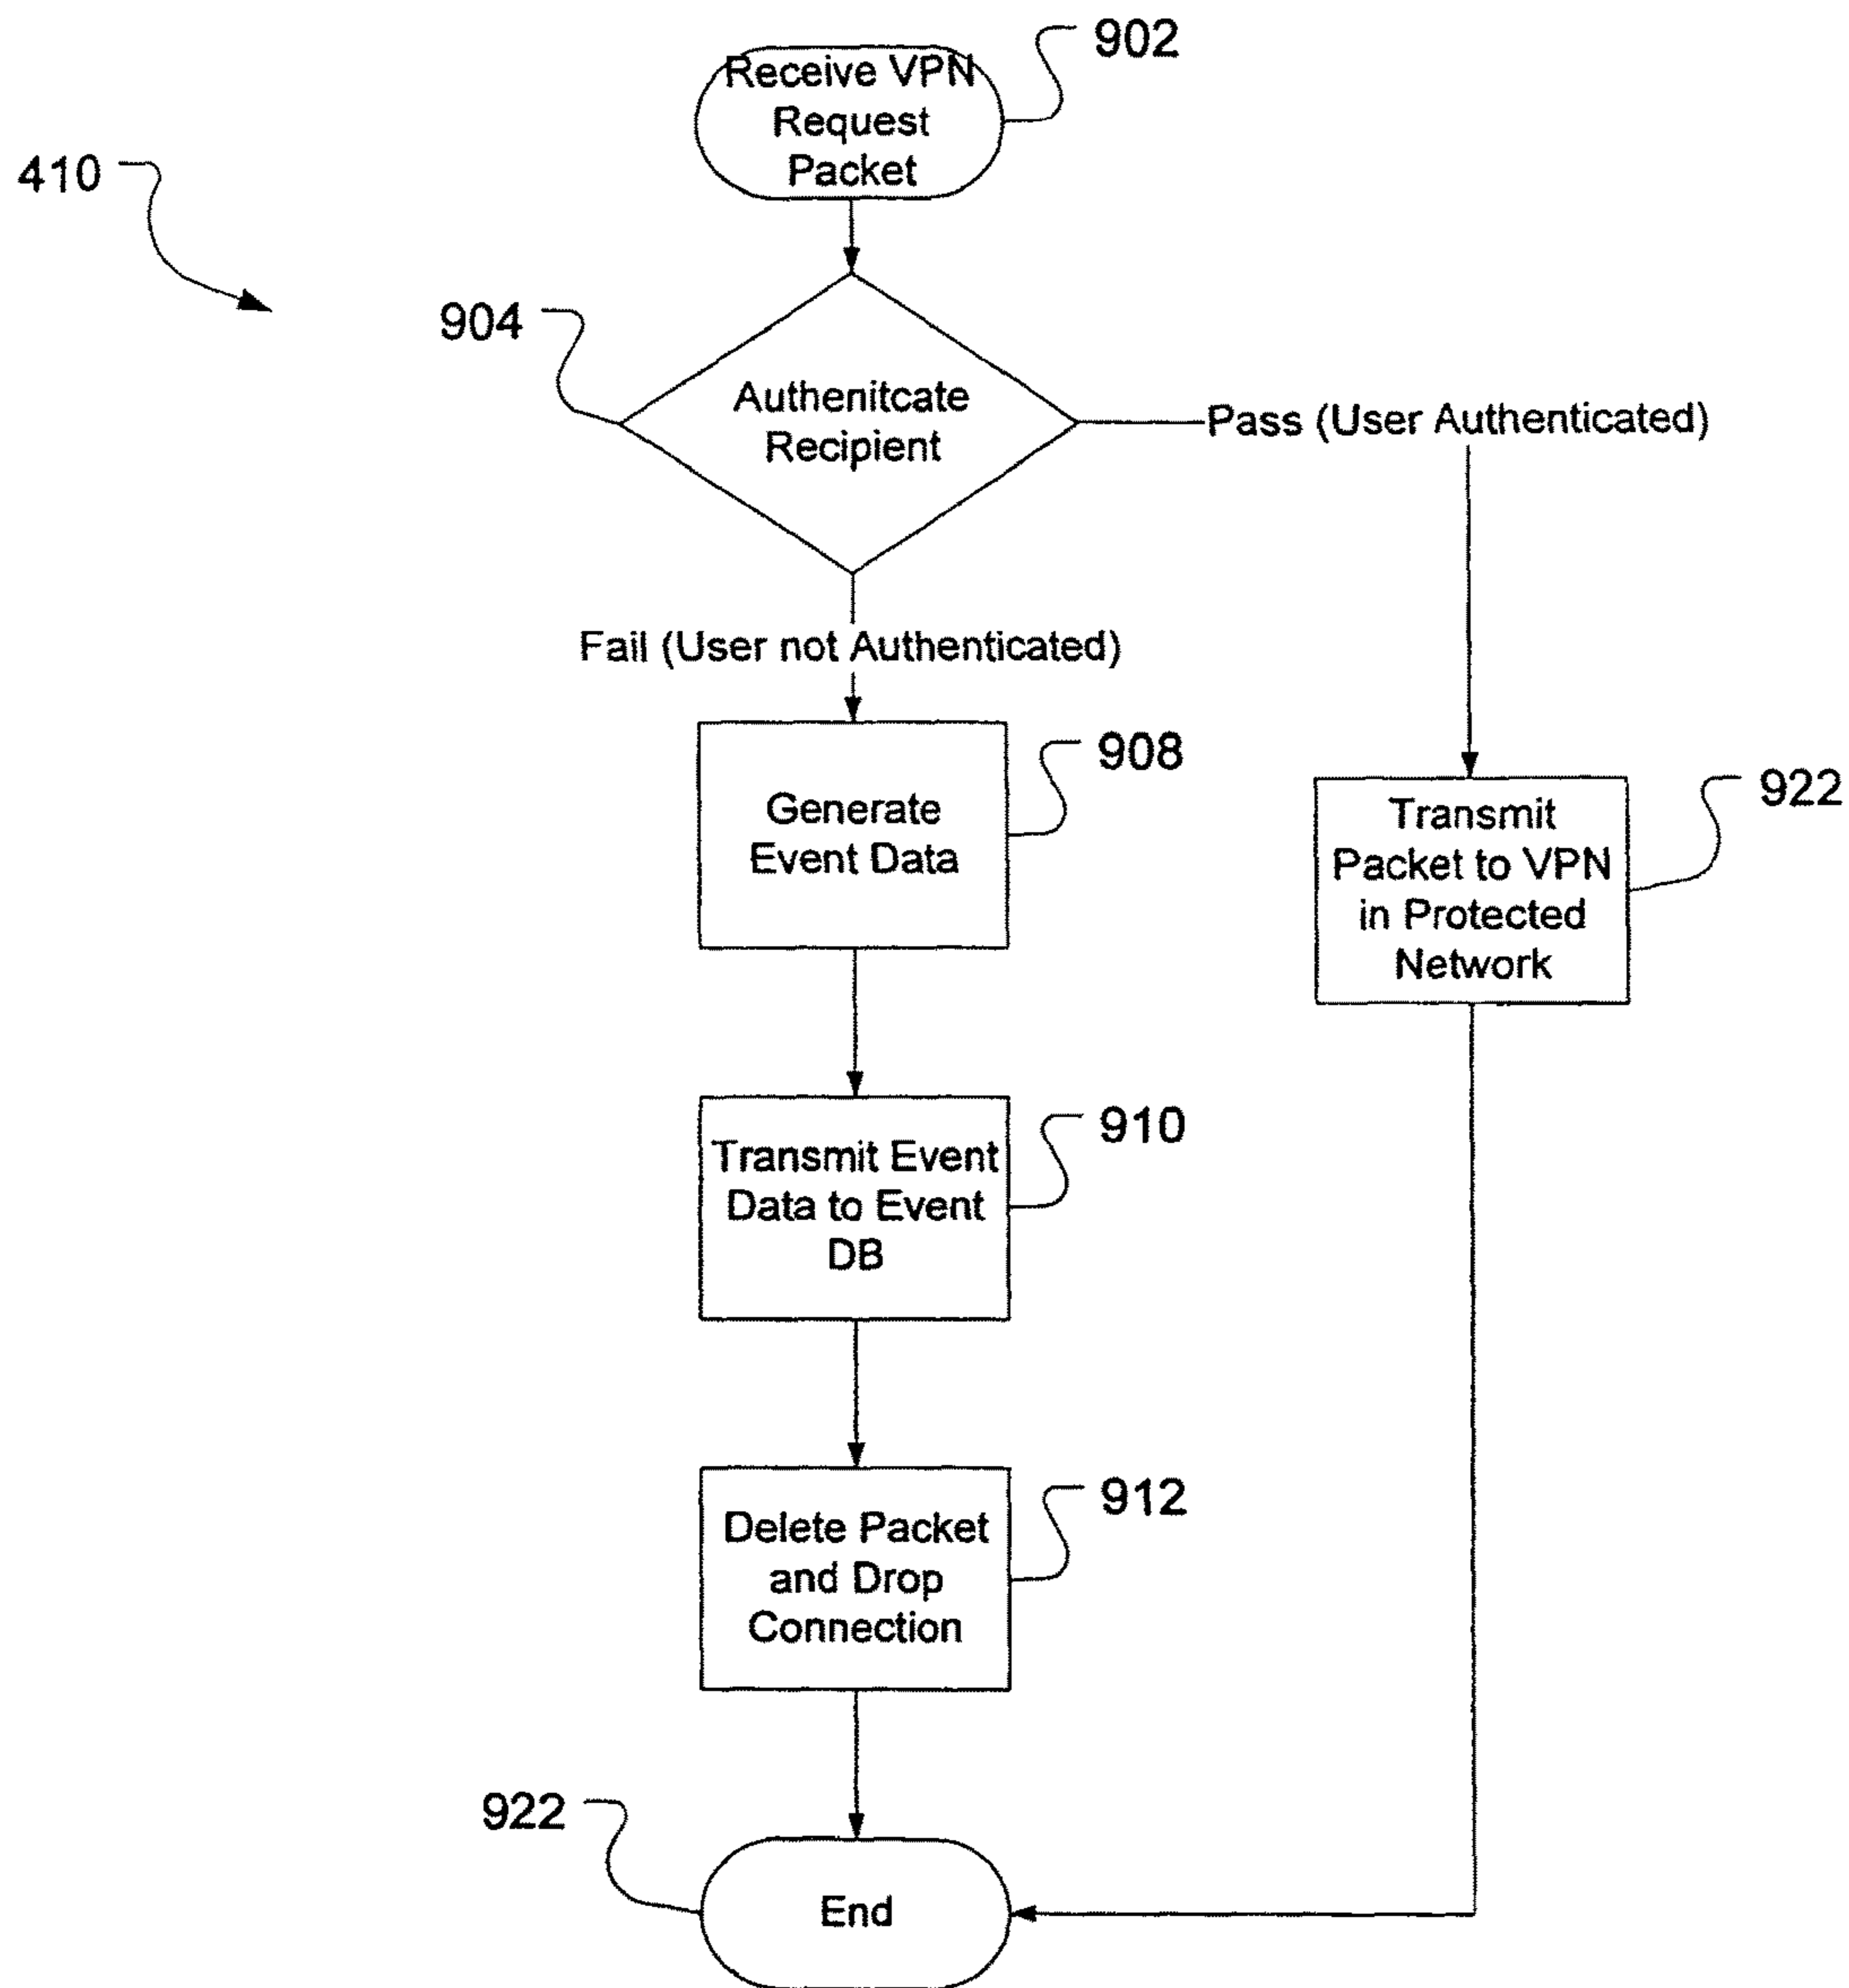 902
Receive VPN
Request
Packet
410
904
Authenitcate
Recipient
Pass (User Authenticated)
Fail (User not Authenticated)
908
Generate
Event Data
922
Transmit
Packet to VPN
in Protected
Network
910
Transmit Event
Data to Event
DB
912
Delete Packet
and Drop
Connection
922
End